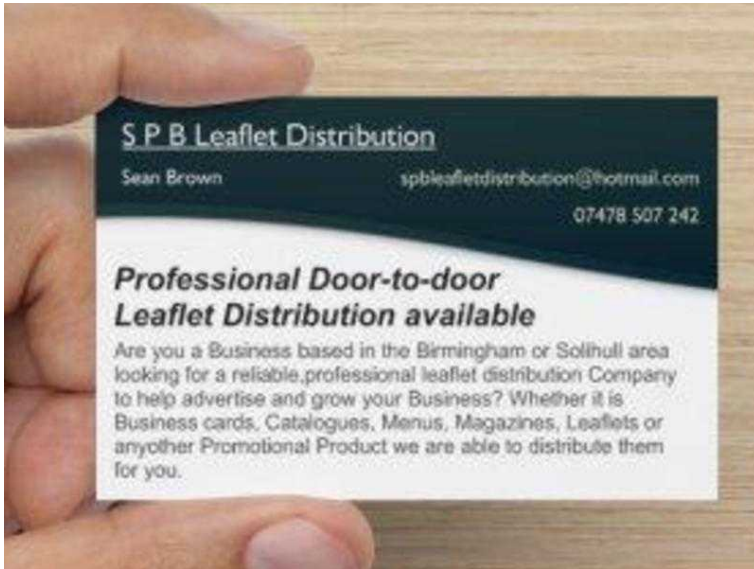 S P B Leaflet Distribution
Sean Brown
spbleafletdistribution@hotmail.com
07478 507 242
Professional Door-to-door
Leaflet Distribution available
Are you a Business based in the Birmingham or Solihull area
looking for a reliable,professional leaflet distribution Company
to help advertise and grow your Business? Whether it is
Business cards, Catalogues, Menus, Magazines, Leaflets or
anyother Promotional Product we are able to distribute them
for you.